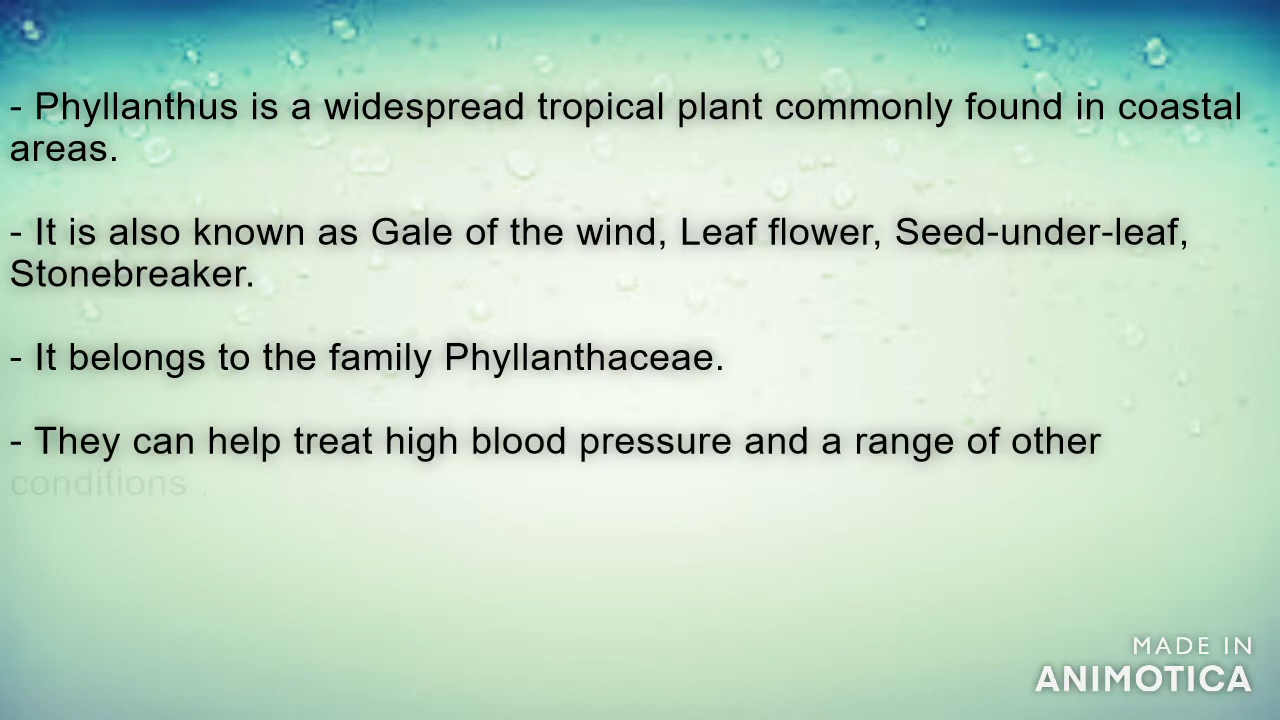 - Phyllanthus is a widespread tropical plant commonly found in coastal
areas.
- It is also known as Gale of the wind, Leaf flower, Seed-under-leaf,
Stonebreaker.
- It belongs to the family Phyllanthaceae.
- They can help treat high blood pressure and a range of other
conditions .
MADE IN
ANIMOTICA